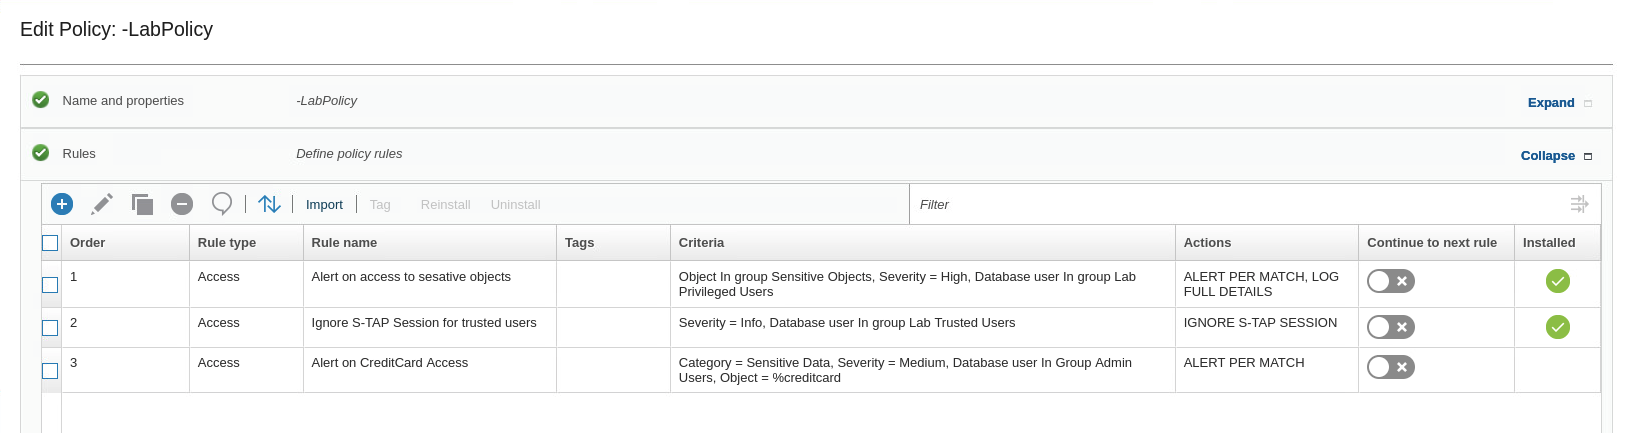 Edit Policy: -LabPolicy
Name and properties -LabPolicy Expand
Rules Define policy rules Collapse
Import Tag Reinstall Uninstall Filter
Order Rule type Rule name Tags Criteria Actions Continue to next rule Installed
1 Access Alert on access to sesative objects Object In group Sensitive Objects, Severity = High, Database user In group Lab ALERT PER MATCH, LOG
Privileged Users FULL DETAILS
2 Access Ignore S-TAP Session for trusted users Severity = Info, Database user In group Lab Trusted Users IGNORE S-TAP SESSION
3 Access Alert on CreditCard Access Category = Sensitive Data, Severity = Medium, Database user In Group Admin ALERT PER MATCH
Users, Object = %creditcard